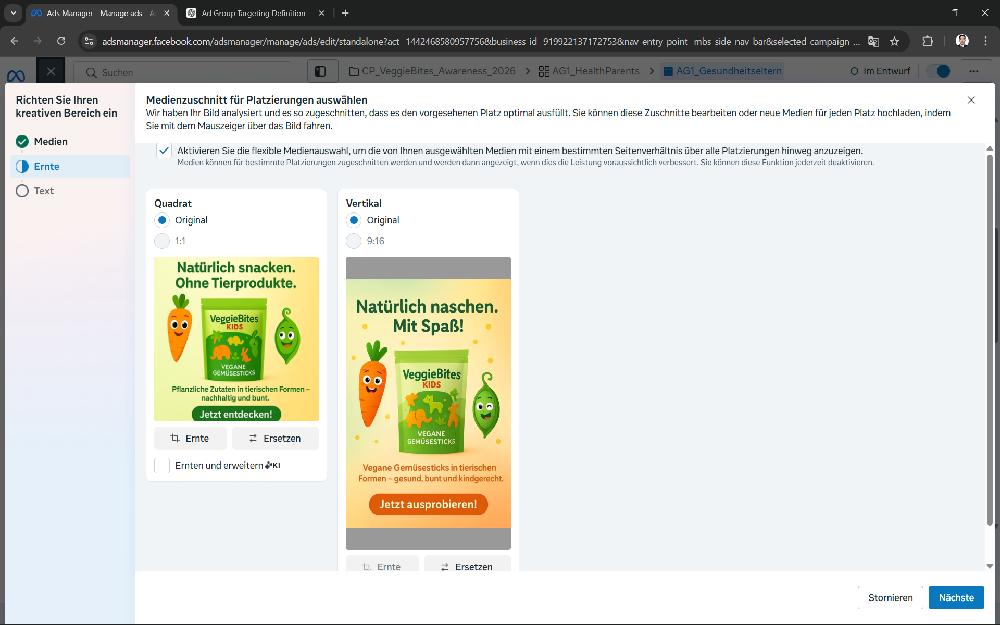 Ads Manager - Manage ads - A
Ad Group Targeting Definition
adsmanager.facebook.com/adsmanager/manage/ads/edit/standalone?act=1442468580957756&business_id=919922137172753&nav_entry_point=mbs_side_nav_bar&selected_campaign_...
Suchen
CP_VeggieBites_Awareness_2026
AG1_HealthParents
AG1_Gesundheitseltern
Im Entwurf
Richten Sie Ihren
kreativen Bereich ein
Medien
Ernte
Text
Medienzuschnitt für Platzierungen auswählen
Wir haben Ihr Bild analysiert und es so zugeschnitten, dass es den vorgesehenen Platz optimal ausfüllt. Sie können diese Zuschnitte bearbeiten oder neue Medien für jeden Platz hochladen, indem
Sie mit dem Mauszeiger über das Bild fahren.
Aktivieren Sie die flexible Medienauswahl, um die von Ihnen ausgewählten Medien mit einem bestimmten Seitenverhältnis über alle Platzierungen hinweg anzuzeigen.
Medien können für bestimmte Platzierungen zugeschnitten werden und werden dann angezeigt, wenn dies die Leistung voraussichtlich verbessert. Sie können diese Funktion jederzeit deaktivieren.
Quadrat
Original
1:1
Natürlich snacken.
Ohne Tierprodukte.
VeggieBites
KIDS
VEGANE
GEMÜSESTICKS
Pflanzliche Zutaten in tierischen Formen –
nachhaltig und bunt.
Jetzt entdecken!
Ernte
Ersetzen
Ernten und erweitern KI
Vertikal
Original
9:16
Natürlich naschen.
Mit Spaß!
VeggieBites
KIDS
VEGANE
GEMÜSESTICKS
Vegane Gemüsesticks in tierischen
Formen – gesund, bunt und kindgerecht.
Jetzt ausprobieren!
Ernte
Ersetzen
Stornieren
Nächste